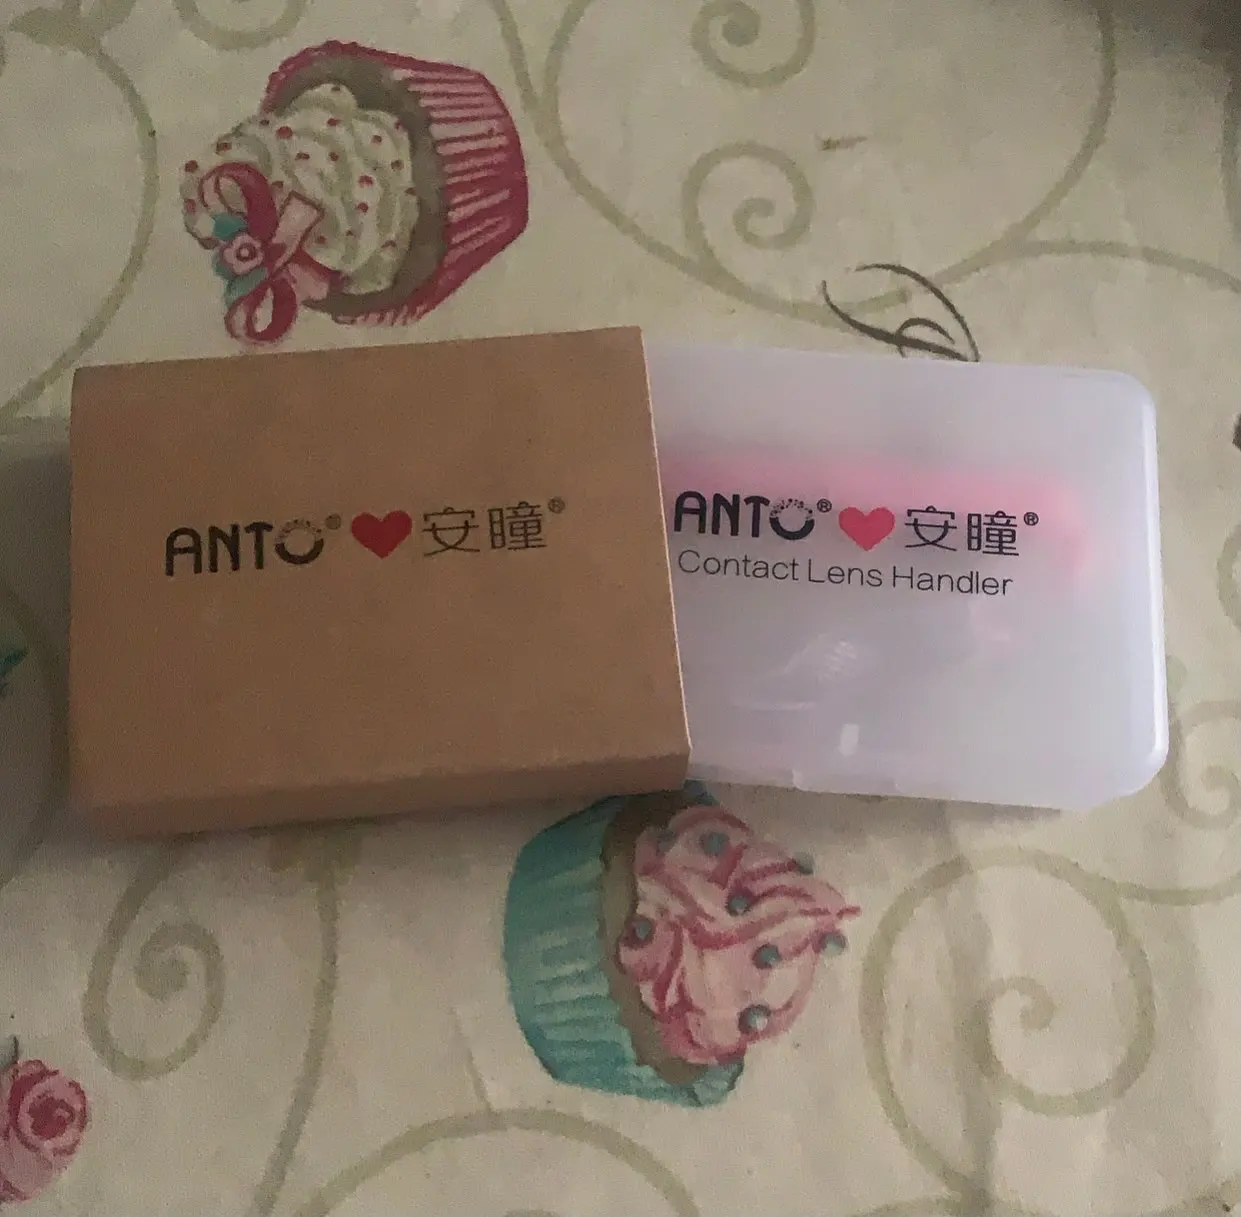 ANTO® ❤ 安瞳®
ANTO® ❤ 安瞳®
Contact Lens Handler